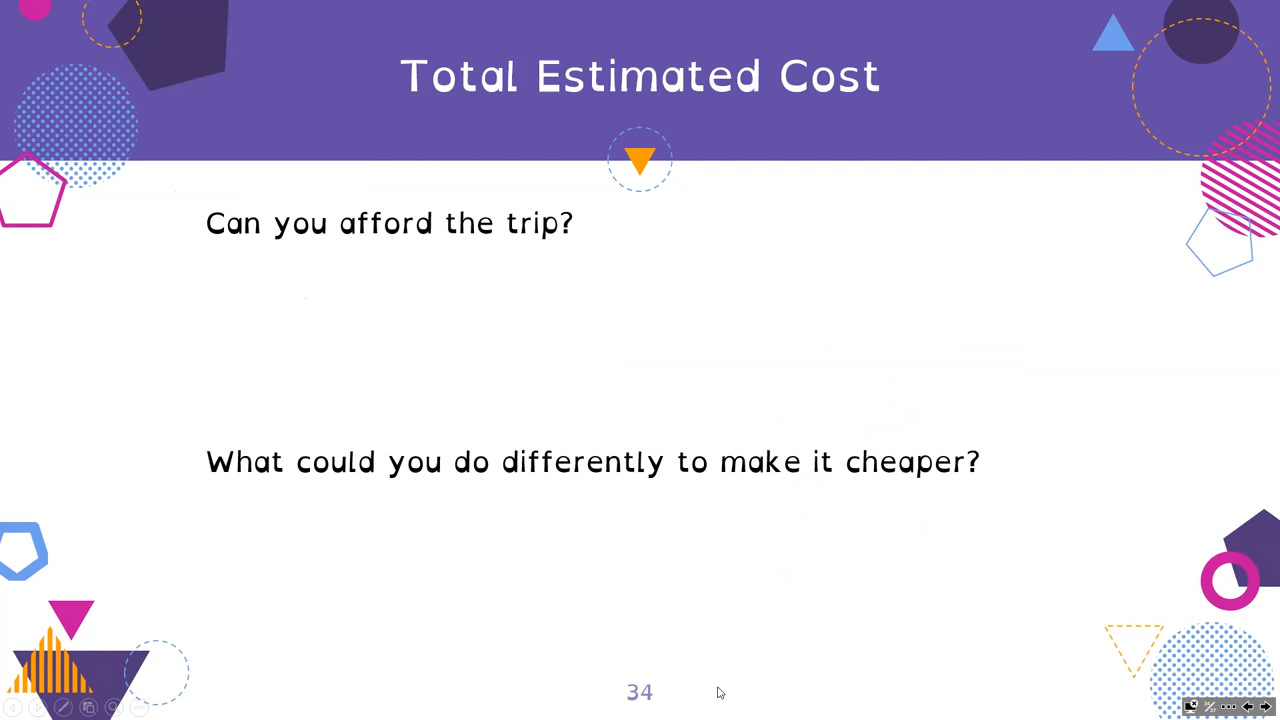 Total Estimated Cost
Can you afford the trip?
What could you do differently to make it cheaper?
34